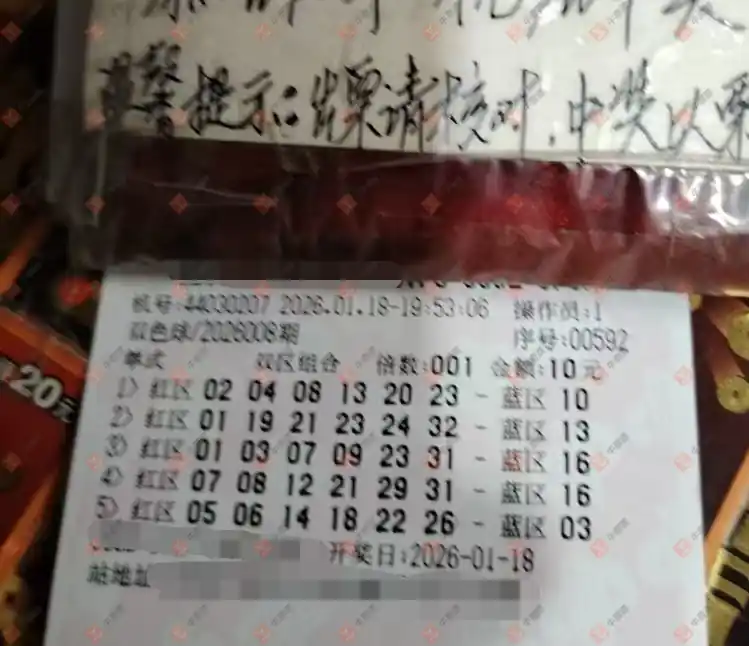 温馨提示：出票请核对，中奖以票
20元
机号:44030207 2026.01.18-19:53:06 操作员:1
双色球/2026008期 序号:00592
单式 双区组合 倍数:001 金额:10元
1) 红区 02 04 08 13 20 23 - 蓝区 10
2) 红区 01 19 21 23 24 32 - 蓝区 13
3) 红区 01 03 07 09 23 31 - 蓝区 16
4) 红区 07 08 12 21 29 31 - 蓝区 16
5) 红区 05 06 14 18 22 26 - 蓝区 03
开奖日:2026-01-18
站地址